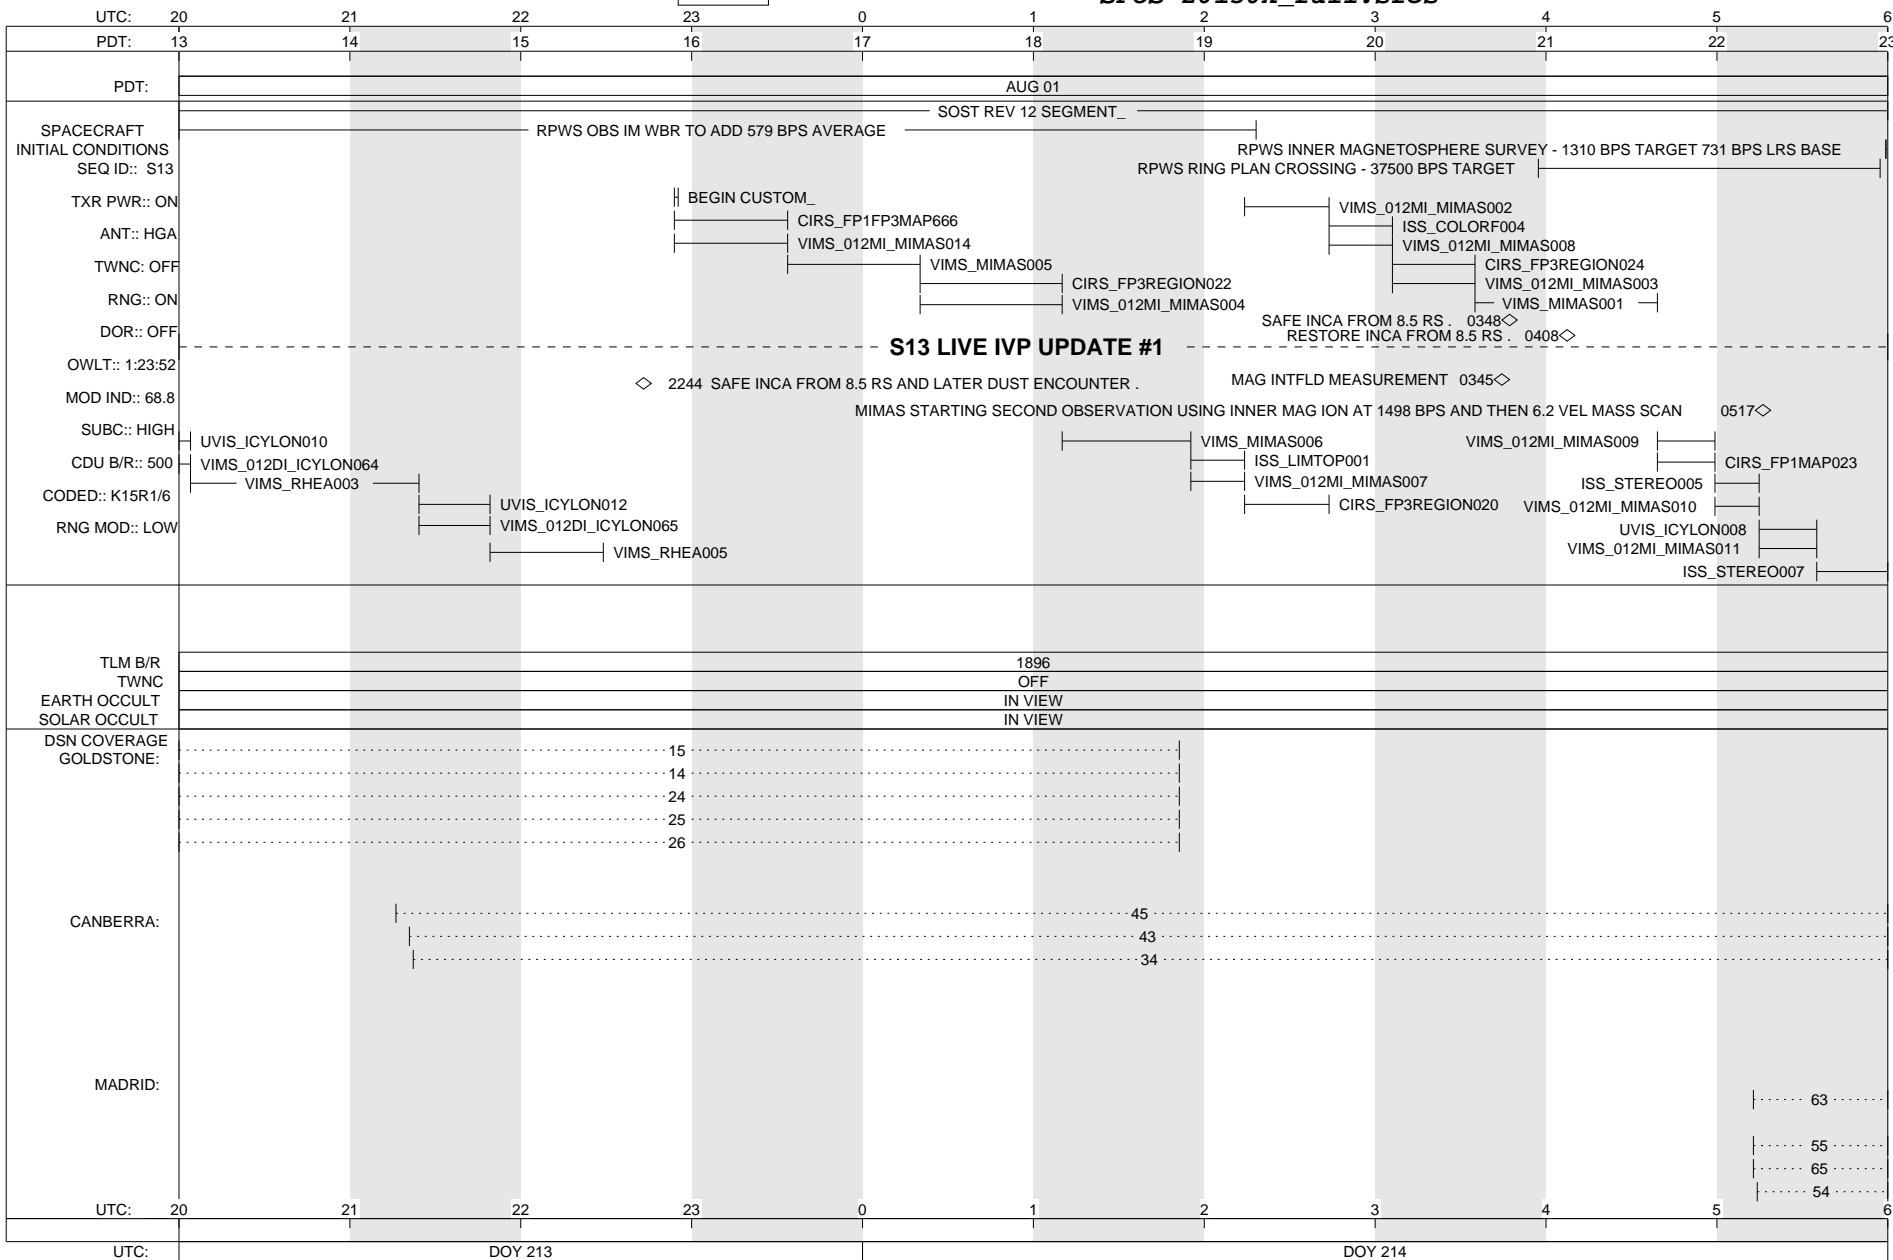 UTC: 20 21 22 23 0 1 2 3 4 5 6
PDT: 13 14 15 16 17 18 19 20 21 22 23
PDT: AUG 01
SOST REV 12 SEGMENT_
SPACECRAFT
INITIAL CONDITIONS
SEQ ID:: S13
TXR PWR:: ON
ANT:: HGA
TWNC: OFF
RNG:: ON
DOR:: OFF
OWLT:: 1:23:52
MOD IND:: 68.8
SUBC:: HIGH
CDU B/R:: 500
CODED:: K15R1/6
RNG MOD:: LOW
RPWS OBS IM WBR TO ADD 579 BPS AVERAGE
RPWS INNER MAGNETOSPHERE SURVEY - 1310 BPS TARGET 731 BPS LRS BASE
RPWS RING PLAN CROSSING - 37500 BPS TARGET
BEGIN CUSTOM_
VIMS_012MI_MIMAS002
CIRS_FP1FP3MAP666
ISS_COLORF004
VIMS_012MI_MIMAS014
VIMS_012MI_MIMAS008
VIMS_MIMAS005
CIRS_FP3REGION024
CIRS_FP3REGION022
VIMS_012MI_MIMAS003
VIMS_012MI_MIMAS004
VIMS_MIMAS001
SAFE INCA FROM 8.5 RS . 0348◇
RESTORE INCA FROM 8.5 RS . 0408◇
S13 LIVE IVP UPDATE #1
◇ 2244 SAFE INCA FROM 8.5 RS AND LATER DUST ENCOUNTER .
MAG INTFLD MEASUREMENT 0345◇
MIMAS STARTING SECOND OBSERVATION USING INNER MAG ION AT 1498 BPS AND THEN 6.2 VEL MASS SCAN 0517◇
UVIS_ICYLON010
VIMS_MIMAS006
VIMS_012MI_MIMAS009
VIMS_012DI_ICYLON064
ISS_LIMTOP001
CIRS_FP1MAP023
VIMS_RHEA003
VIMS_012MI_MIMAS007
ISS_STEREO005
UVIS_ICYLON012
CIRS_FP3REGION020
VIMS_012MI_MIMAS010
VIMS_012DI_ICYLON065
UVIS_ICYLON008
VIMS_RHEA005
VIMS_012MI_MIMAS011
ISS_STEREO007
TLM B/R 1896
TWNC OFF
EARTH OCCULT IN VIEW
SOLAR OCCULT IN VIEW
DSN COVERAGE
GOLDSTONE:
15
14
24
25
26
CANBERRA:
45
43
34
MADRID:
63
55
65
54
UTC: 20 21 22 23 0 1 2 3 4 5 6
UTC: DOY 213 DOY 214